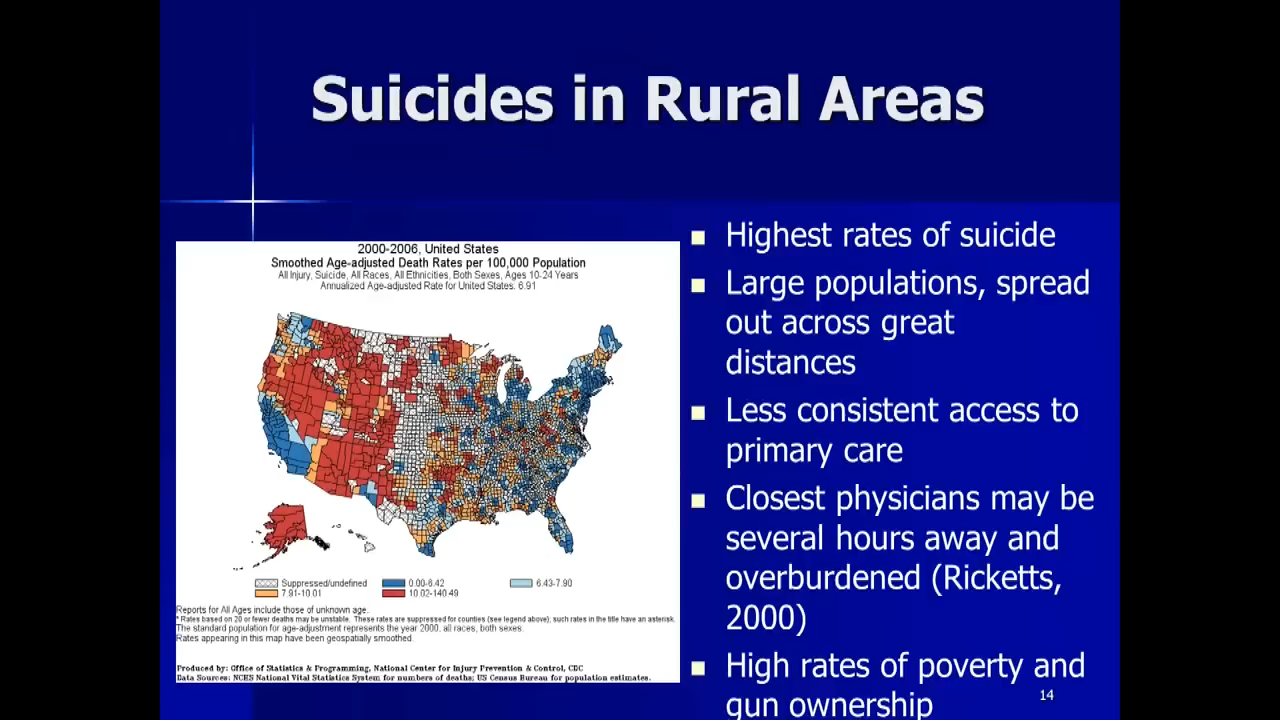 Suicides in Rural Areas
2000-2006, United States
Smoothed Age-adjusted Death Rates per 100,000 Population
All Injury, Suicide, All Races, All Ethnicities, Both Sexes, Ages 10-24 Years
Annualized Age-adjusted Rate for United States: 6.91
Suppressed/undefined
0.00-6.42
6.43-7.90
7.91-10.01
10.02-140.49
Reports for All Ages include those of unknown age.
* Rates based on 20 or fewer deaths may be unstable. These rates are suppressed for counties (see legend above); such rates in the title have an asterisk.
The standard population for age-adjustment represents the year 2000, all races, both sexes.
Rates appearing in this map have been geospatially smoothed.
Produced by: Office of Statistics & Programming, National Center for Injury Prevention & Control, CDC
Data Sources: NCHS National Vital Statistics System for numbers of deaths; US Census Bureau for population estimates.
Highest rates of suicide
Large populations, spread
out across great
distances
Less consistent access to
primary care
Closest physicians may be
several hours away and
overburdened (Ricketts,
2000)
High rates of poverty and
gun ownership
14